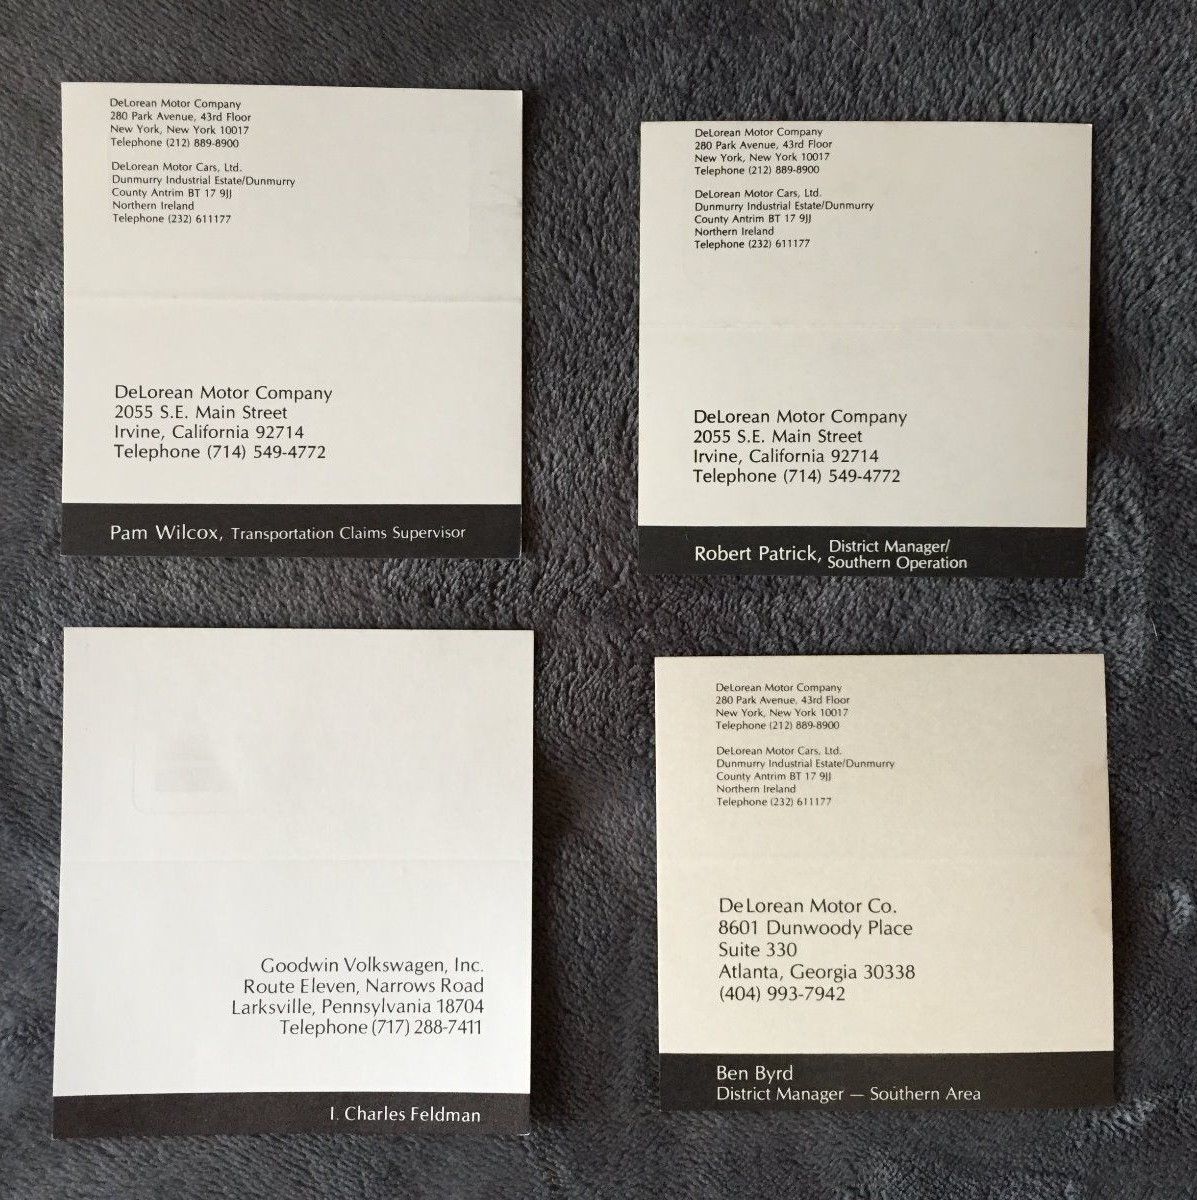 DeLorean Motor Company
280 Park Avenue, 43rd Floor
New York, New York 10017
Telephone (212) 889-8900
DeLorean Motor Cars, Ltd.
Dunmurry Industrial Estate/Dunmurry
County Antrim BT 17 9JJ
Northern Ireland
Telephone (232) 611177
DeLorean Motor Company
2055 S.E. Main Street
Irvine, California 92714
Telephone (714) 549-4772
Pam Wilcox, Transportation Claims Supervisor
DeLorean Motor Company
280 Park Avenue, 43rd Floor
New York, New York 10017
Telephone (212) 889-8900
DeLorean Motor Cars, Ltd.
Dunmurry Industrial Estate/Dunmurry
County Antrim BT 17 9JJ
Northern Ireland
Telephone (232) 611177
DeLorean Motor Company
2055 S.E. Main Street
Irvine, California 92714
Telephone (714) 549-4772
Robert Patrick, District Manager/
Southern Operation
Goodwin Volkswagen, Inc.
Route Eleven, Narrows Road
Larksville, Pennsylvania 18704
Telephone (717) 288-7411
I. Charles Feldman
DeLorean Motor Company
280 Park Avenue, 43rd Floor
New York, New York 10017
Telephone (212) 889-8900
DeLorean Motor Cars, Ltd.
Dunmurry Industrial Estate/Dunmurry
County Antrim BT 17 9JJ
Northern Ireland
Telephone (232) 611177
DeLorean Motor Co.
8601 Dunwoody Place
Suite 330
Atlanta, Georgia 30338
(404) 993-7942
Ben Byrd
District Manager — Southern Area